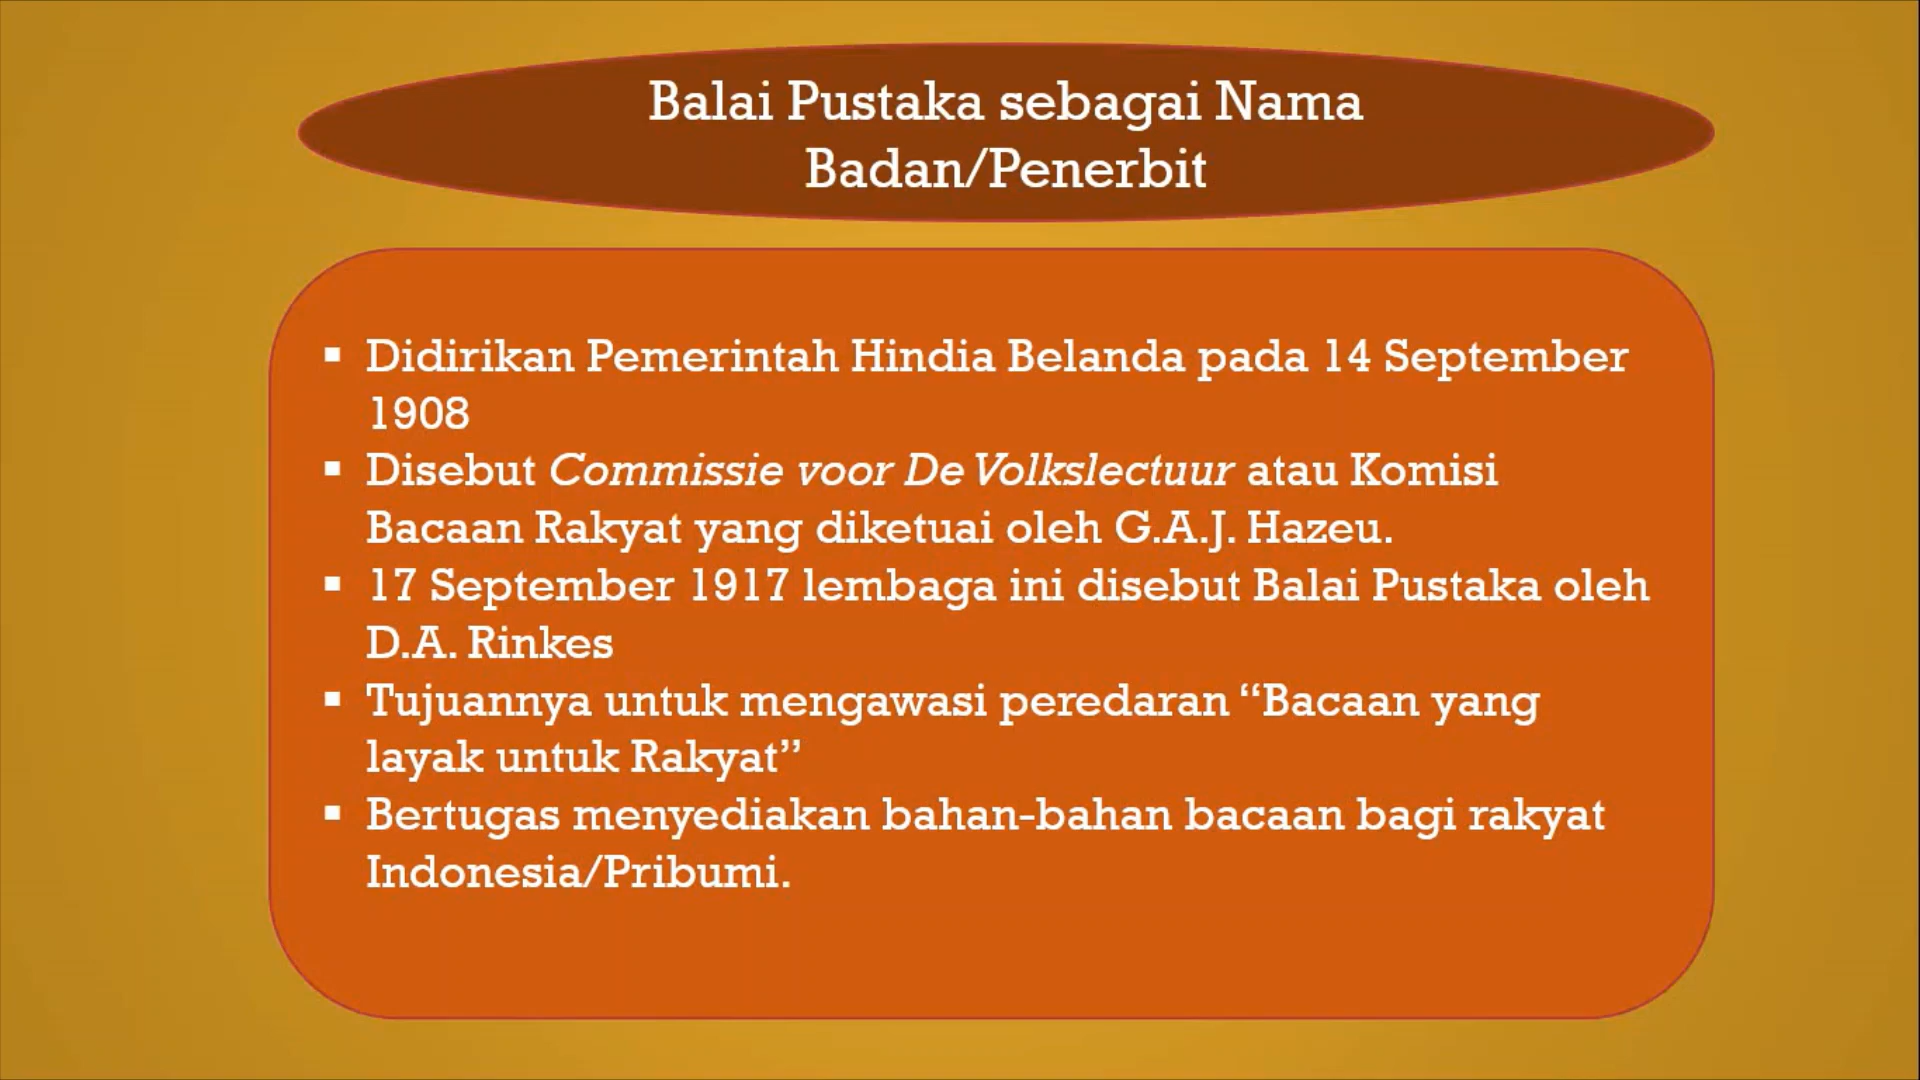 Balai Pustaka sebagai Nama
Badan/Penerbit
▪ Didirikan Pemerintah Hindia Belanda pada 14 September
1908
▪ Disebut Commissie voor De Volkslectuur atau Komisi
Bacaan Rakyat yang diketuai oleh G.A.J. Hazeu.
▪ 17 September 1917 lembaga ini disebut Balai Pustaka oleh
D.A. Rinkes
▪ Tujuannya untuk mengawasi peredaran “Bacaan yang
layak untuk Rakyat”
▪ Bertugas menyediakan bahan-bahan bacaan bagi rakyat
Indonesia/Pribumi.